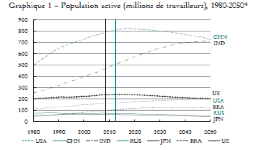 Graphique 1 – Population active (millions de travailleurs), 1980-2050*
900
800
CHN
700
IND
600
500
400
300
UE
200
USA
BRA
100
RUS
0
JPN
1980 1990 2000 2010 2020 2030 2040 2050
USA CHN IND RUS JPN BRA UE